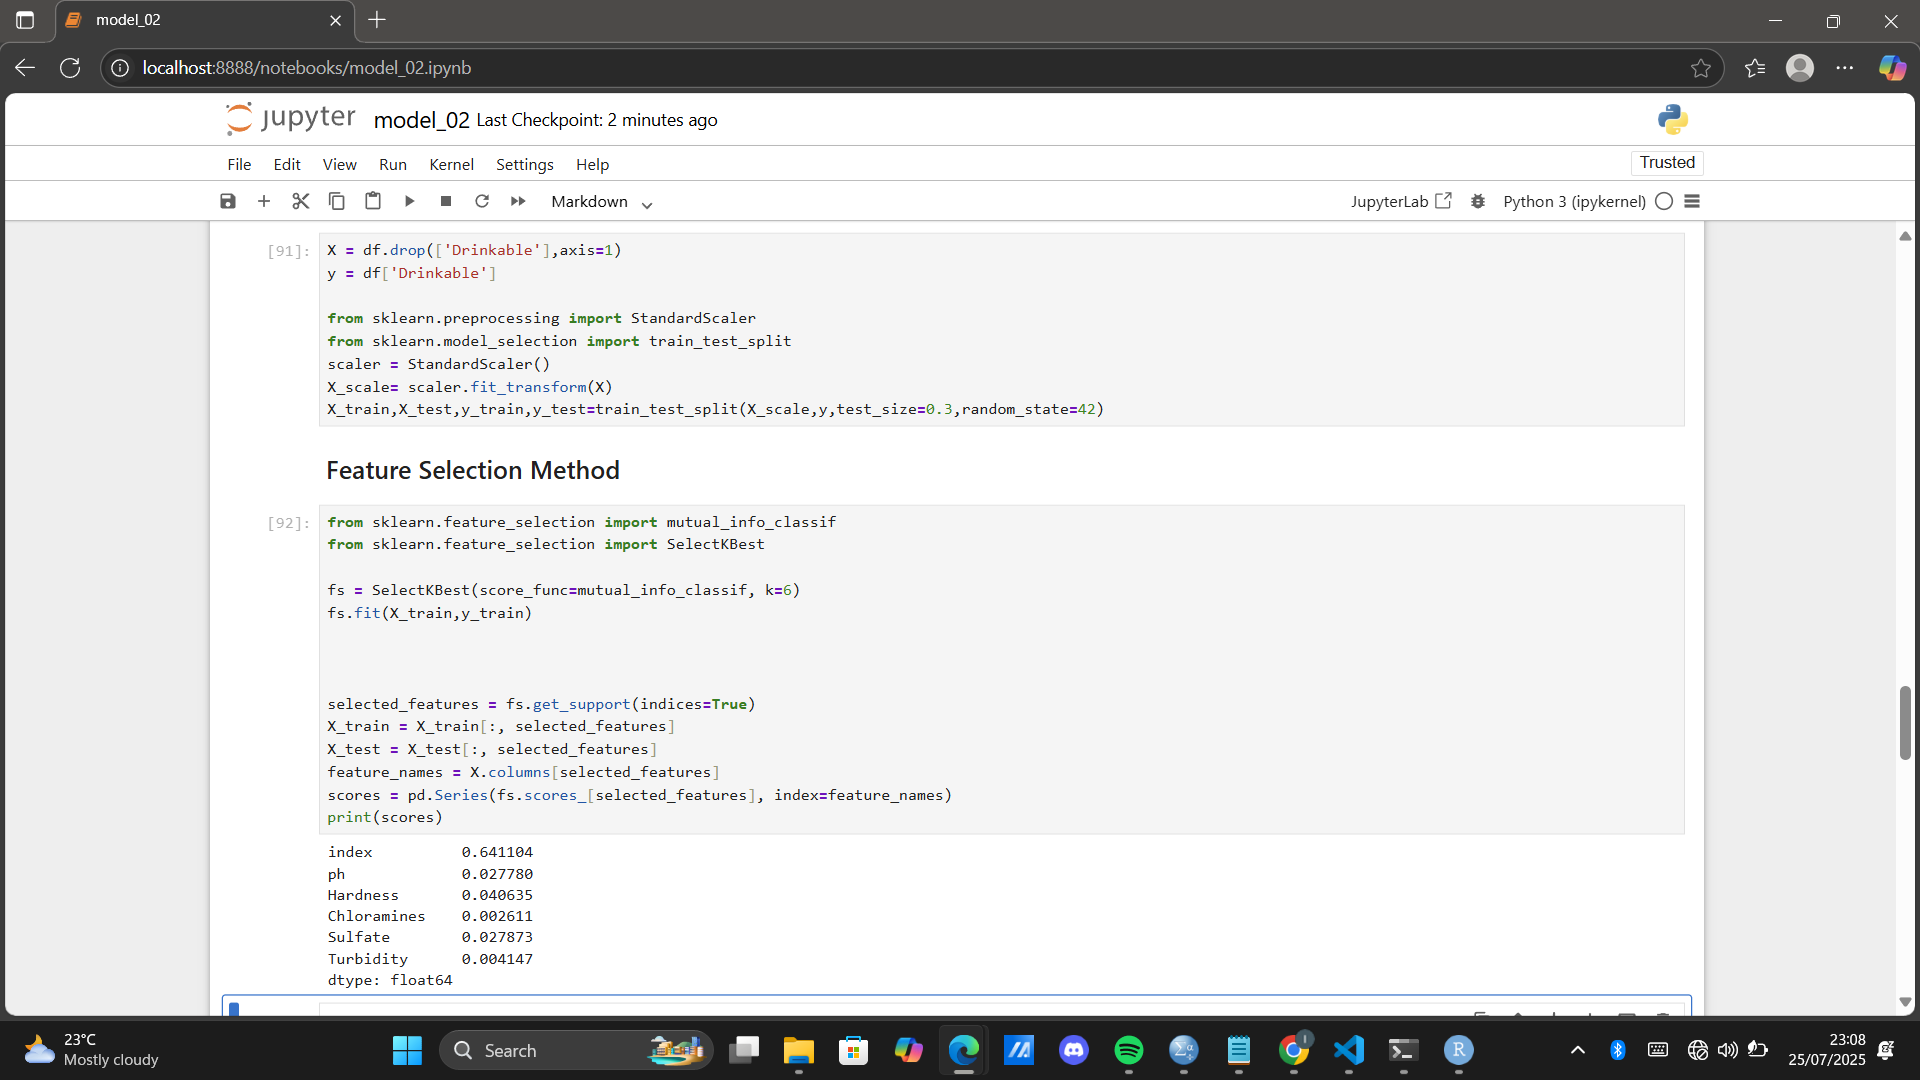 model_02
localhost:8888/notebooks/model_02.ipynb
jupyter model_02 Last Checkpoint: 2 minutes ago
File Edit View Run Kernel Settings Help
Trusted
Markdown
JupyterLab
Python 3 (ipykernel)
[91]:
X = df.drop(['Drinkable'],axis=1)
y = df['Drinkable']
from sklearn.preprocessing import StandardScaler
from sklearn.model_selection import train_test_split
scaler = StandardScaler()
X_scale= scaler.fit_transform(X)
X_train,X_test,y_train,y_test=train_test_split(X_scale,y,test_size=0.3,random_state=42)
Feature Selection Method
[92]:
from sklearn.feature_selection import mutual_info_classif
from sklearn.feature_selection import SelectKBest
fs = SelectKBest(score_func=mutual_info_classif, k=6)
fs.fit(X_train,y_train)
selected_features = fs.get_support(indices=True)
X_train = X_train[:, selected_features]
X_test = X_test[:, selected_features]
feature_names = X.columns[selected_features]
scores = pd.Series(fs.scores_[selected_features], index=feature_names)
print(scores)
index 0.641104
ph 0.027780
Hardness 0.040635
Chloramines 0.002611
Sulfate 0.027873
Turbidity 0.004147
dtype: float64
23°C
Mostly cloudy
Search
23:08
25/07/2025